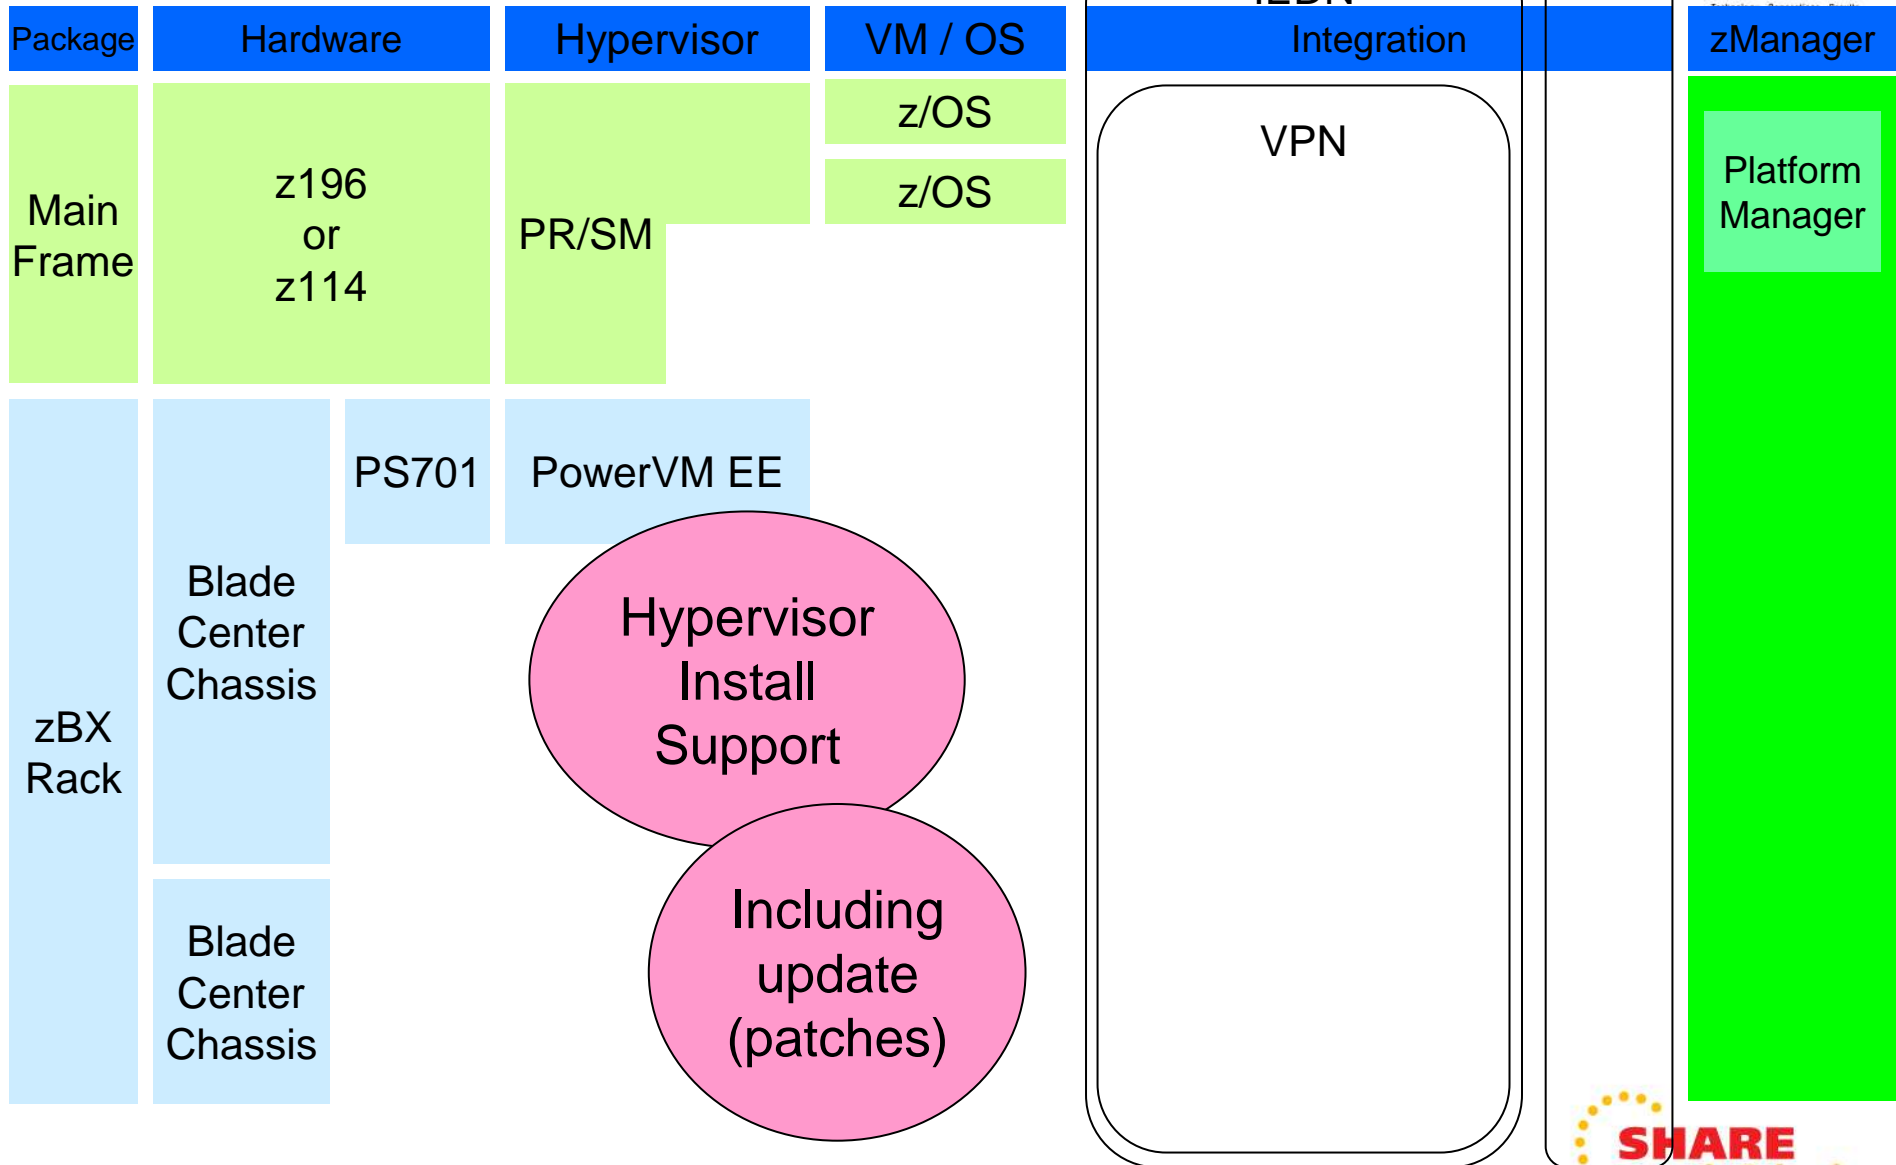 IEDN
Package
Hardware
Hypervisor
VM / OS
Integration
zManager
Main
Frame
z196
or
z114
PR/SM
z/OS
z/OS
VPN
Platform
Manager
zBX
Rack
Blade
Center
Chassis
PS701
PowerVM EE
Hypervisor
Install
Support
Blade
Center
Chassis
Including
update
(patches)
SHARE